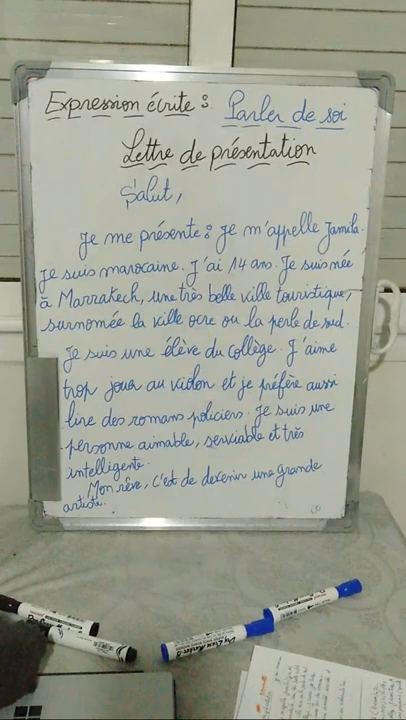 Expression écrite : Parler de soi
Lettre de présentation
Salut,
Je me présente : Je m'appelle Jamila.
Je suis marocaine. J'ai 14 ans. Je suis née
à Marrakech, une très belle ville touristique,
surnomée la ville ocre ou la perle de sud.
Je suis une élève du collège. J'aime
trop jouer au violon et je préfère aussi
lire des romans policiers. Je suis une
personne aimable, serviable et très
intelligente.
Mon rêve, c'est de devenir une grande
artiste.